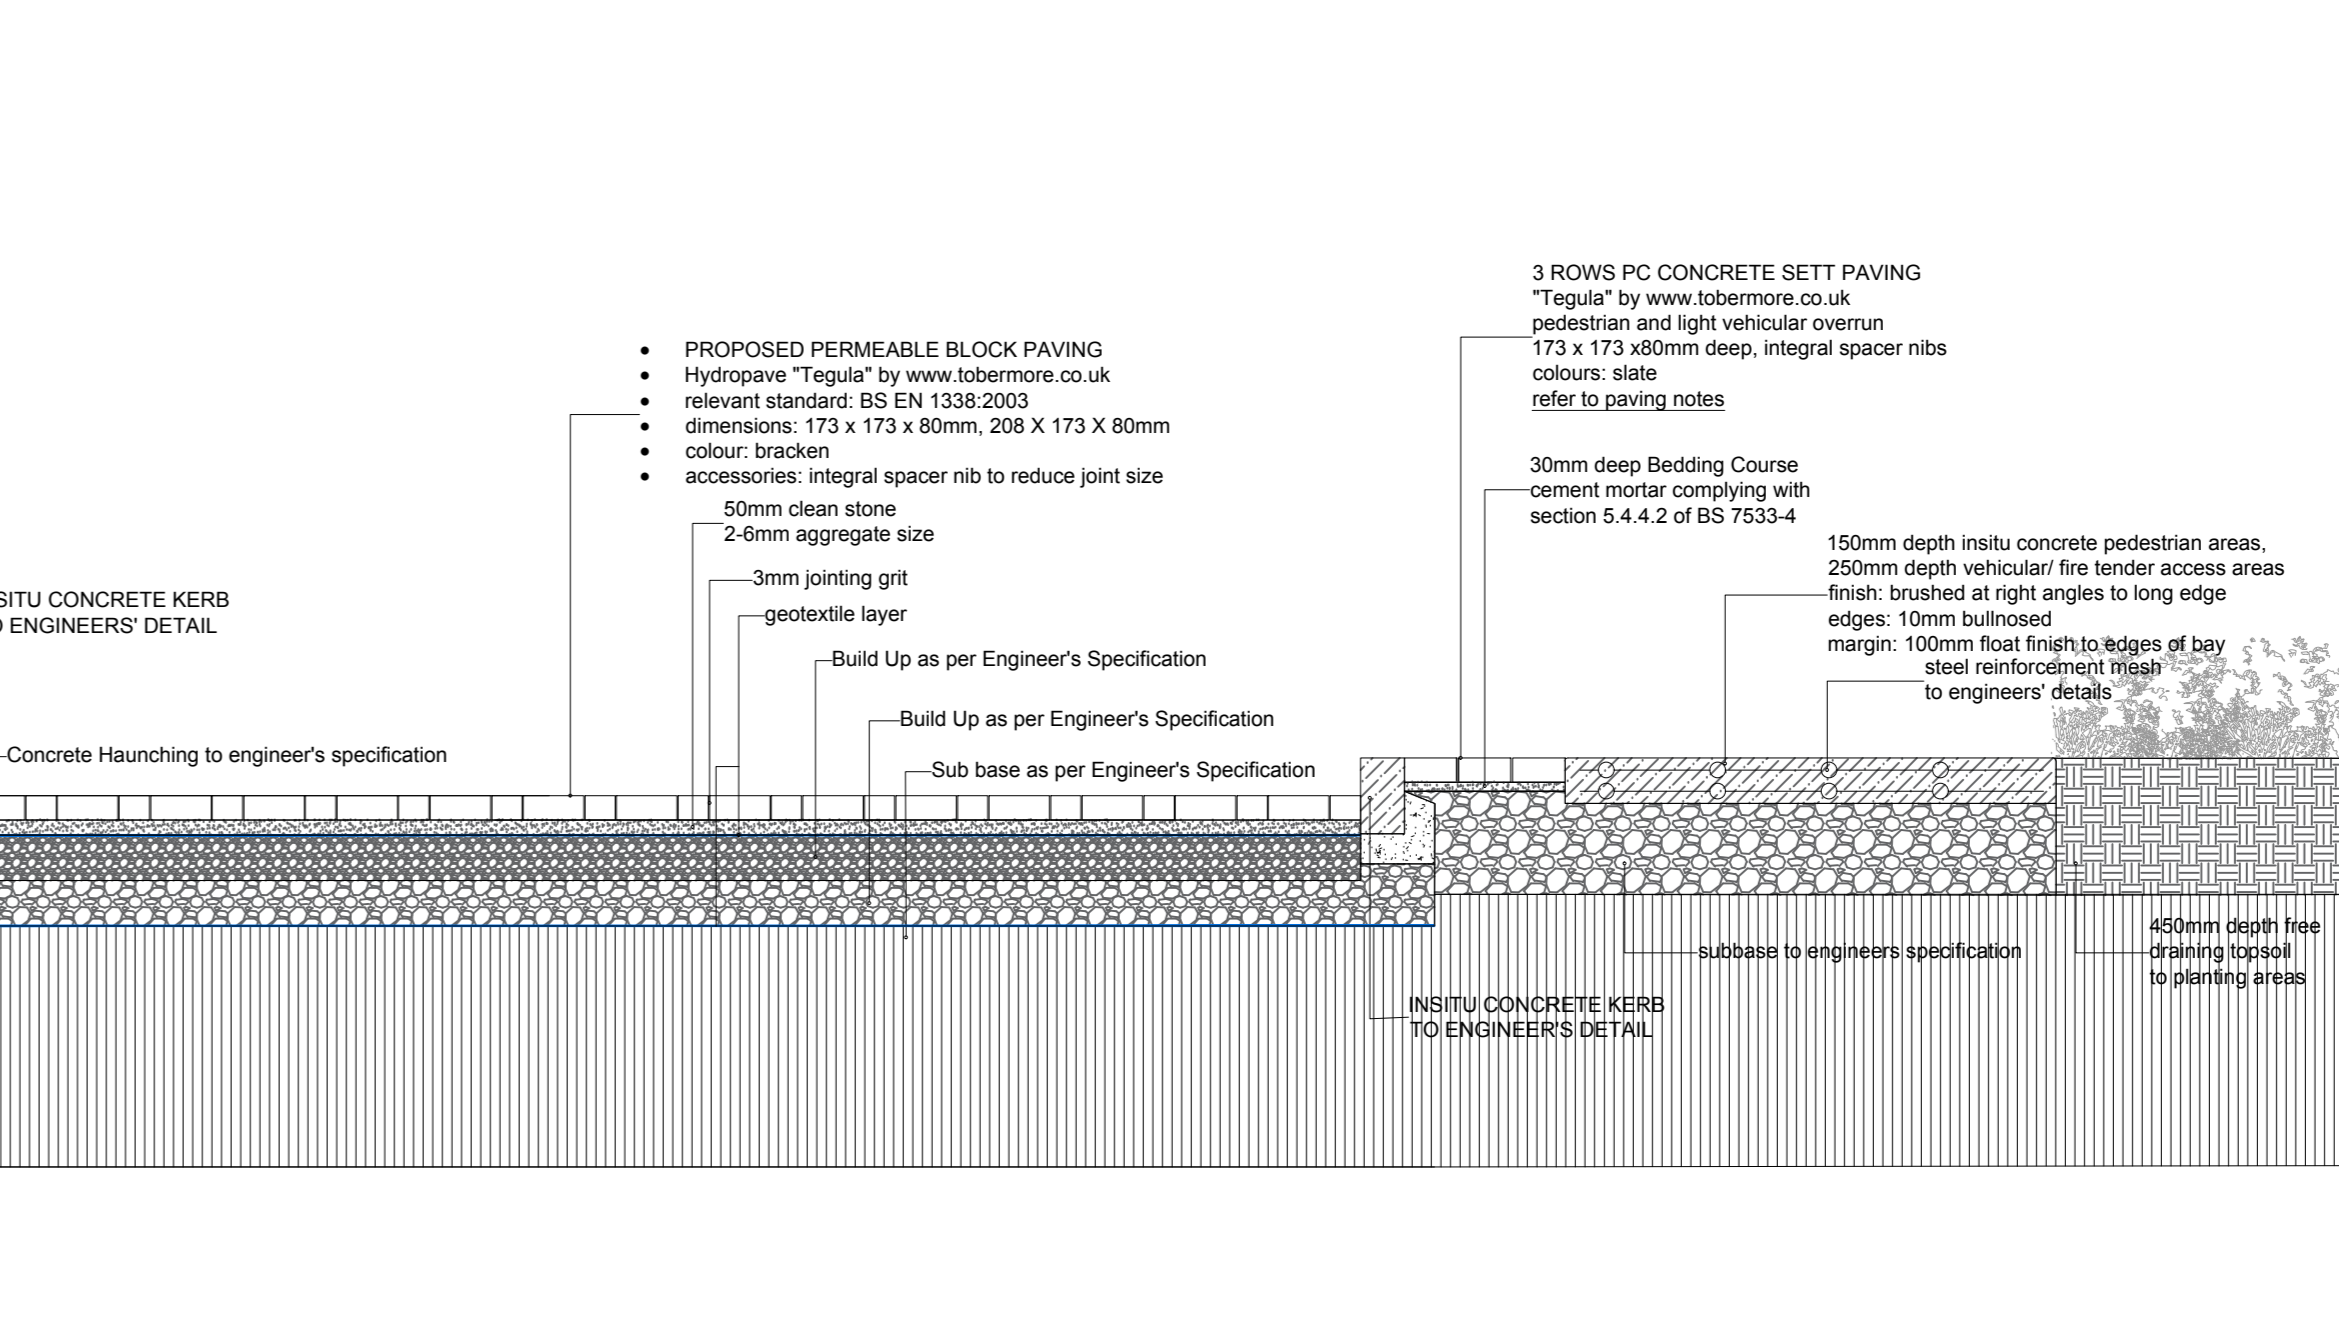 SITU CONCRETE KERB
ENGINEERS' DETAIL
Concrete Haunching to engineer's specification
• PROPOSED PERMEABLE BLOCK PAVING
• Hydropave "Tegula" by www.tobermore.co.uk
• relevant standard: BS EN 1338:2003
• dimensions: 173 x 173 x 80mm, 208 X 173 X 80mm
• colour: bracken
• accessories: integral spacer nib to reduce joint size
50mm clean stone
2-6mm aggregate size
3mm jointing grit
geotextile layer
Build Up as per Engineer's Specification
Build Up as per Engineer's Specification
Sub base as per Engineer's Specification
3 ROWS PC CONCRETE SETT PAVING
"Tegula" by www.tobermore.co.uk
pedestrian and light vehicular overrun
173 x 173 x80mm deep, integral spacer nibs
colours: slate
refer to paving notes
30mm deep Bedding Course
cement mortar complying with
section 5.4.4.2 of BS 7533-4
150mm depth insitu concrete pedestrian areas,
250mm depth vehicular/ fire tender access areas
finish: brushed at right angles to long edge
edges: 10mm bullnosed
margin: 100mm float finish to edges of bay
steel reinforcement mesh
to engineers' details
subbase to engineers specification
450mm depth free
draining topsoil
to planting areas
INSITU CONCRETE KERB
TO ENGINEER'S DETAIL